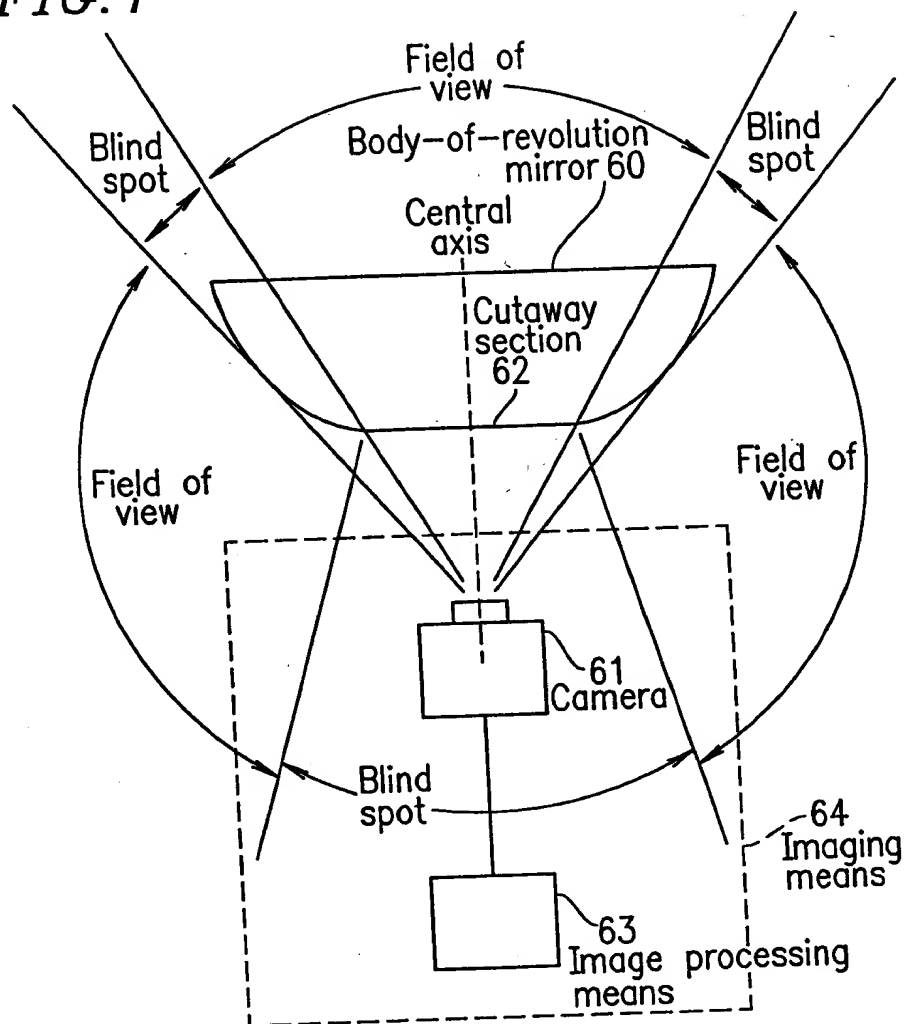 FIG. 7
Field of
view
Blind
spot
Body-of-revolution
mirror 60
Blind
spot
Central
axis
Cutaway
section
62
Field of
view
Field of
view
61
Camera
Blind
spot
64
Imaging
means
63
Image processing
means